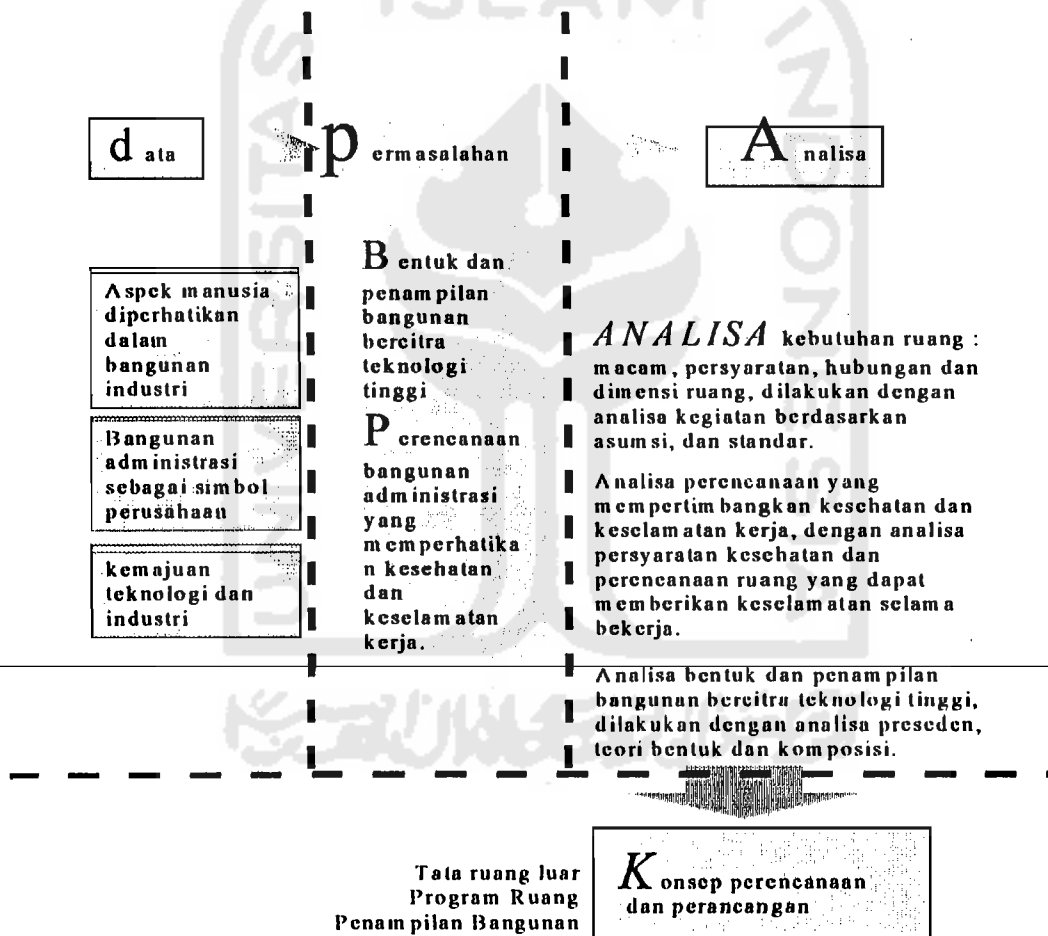 data
Permasalahan
Analisa
Aspek manusia
diperhatikan
dalam
bangunan
industri
Bangunan
administrasi
sebagai simbol
perusahaan
kemajuan
teknologi dan
industri
Bentuk dan
penampilan
bangunan
bercitra
teknologi
tinggi
Perencanaan
bangunan
administrasi
yang
memperhatika
n kesehatan
dan
keselamatan
kerja.
ANALISA kebutuhan ruang :
macam, persyaratan, hubungan dan
dimensi ruang, dilakukan dengan
analisa kegiatan berdasarkan
asumsi, dan standar.
Analisa perencanaan yang
mempertimbangkan kesehatan dan
keselamatan kerja, dengan analisa
persyaratan kesehatan dan
perencanaan ruang yang dapat
memberikan keselamatan selama
bekerja.
Analisa bentuk dan penampilan
bangunan bercitra teknologi tinggi,
dilakukan dengan analisa preseden,
teori bentuk dan komposisi.
Tata ruang luar
Program Ruang
Penampilan Bangunan
Konsep perencanaan
dan perancangan
ISLAM
UNIVERSITAS
INDONESIA